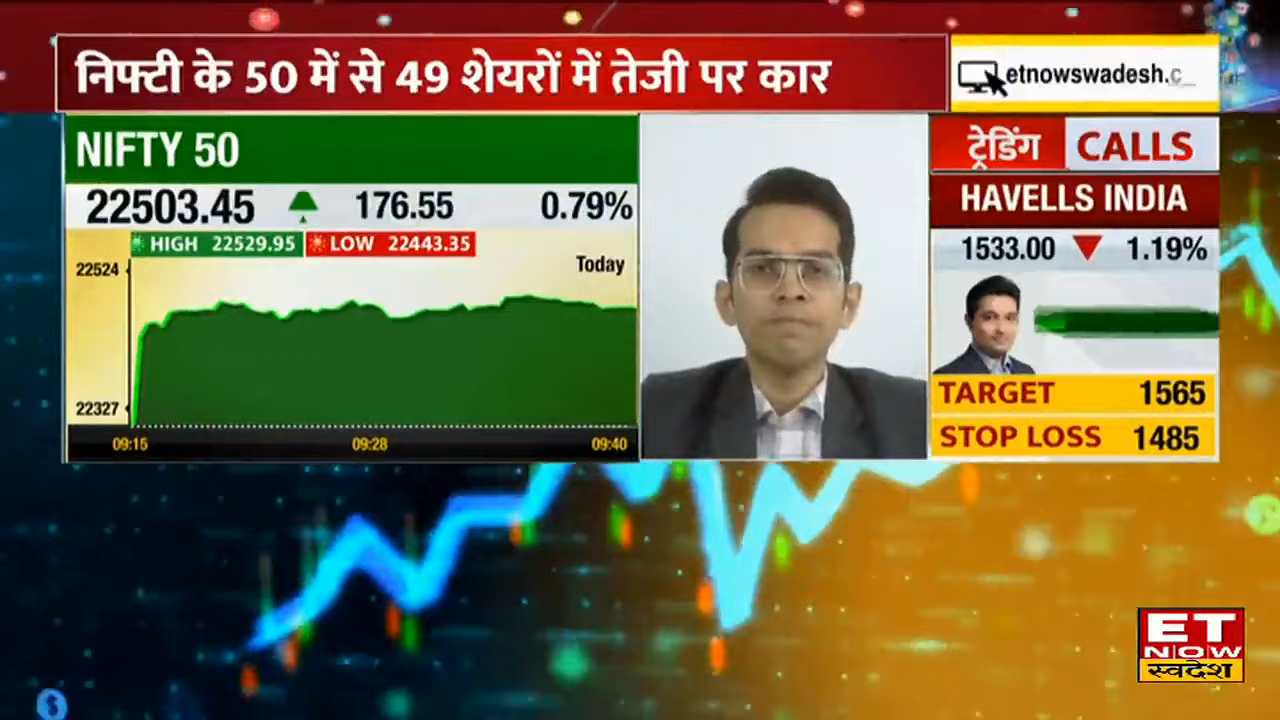 निफ्टी के 50 में से 49 शेयरों में तेजी पर कार
etnowswadesh.c_
NIFTY 50
22503.45 176.55 0.79%
HIGH 22529.95 LOW 22443.35
Today
22524
22327
09:15 09:28 09:40
ट्रेडिंग CALLS
HAVELLS INDIA
1533.00 1.19%
TARGET 1565
STOP LOSS 1485
ET
NOW
स्वदेश